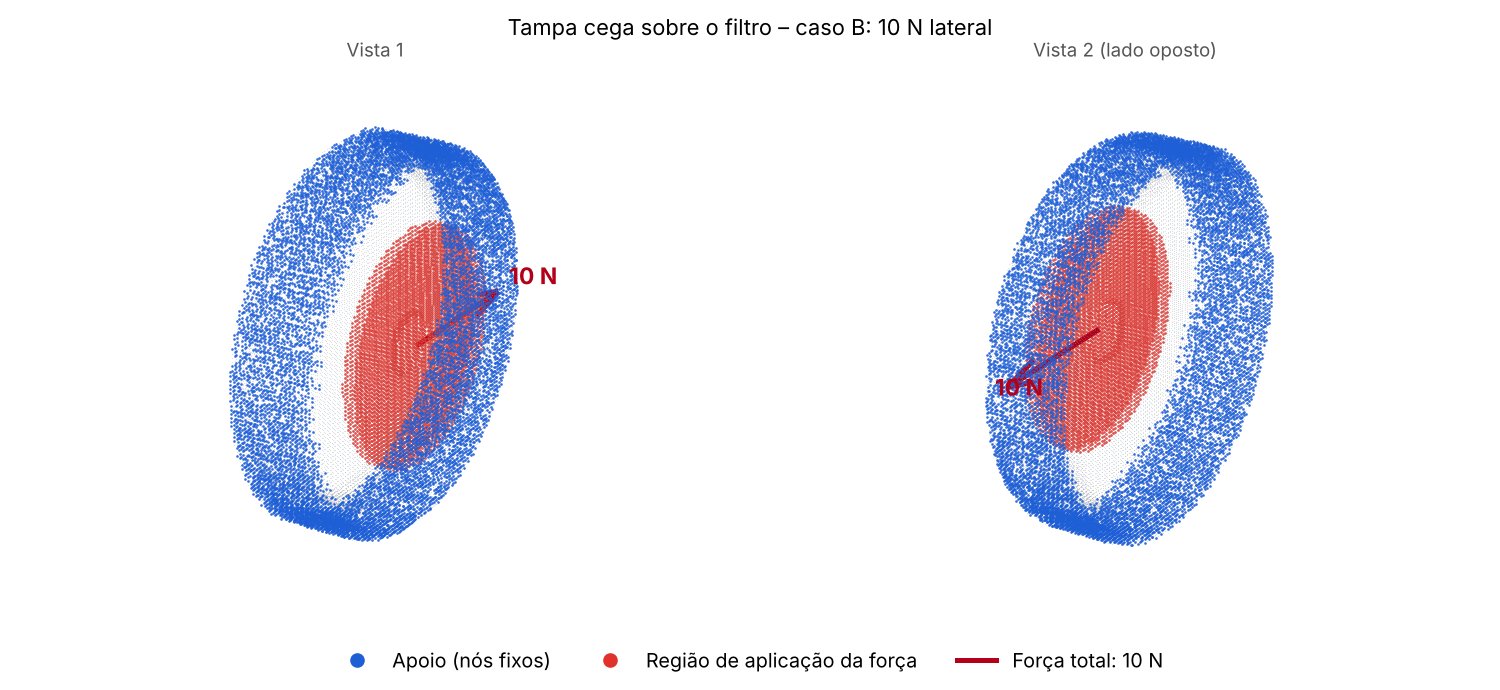 Tampa cega sobre o filtro – caso B: 10 N lateral
Vista 1
Vista 2 (lado oposto)
10 N
10 N
Apoio (nós fixos)
Região de aplicação da força
Força total: 10 N